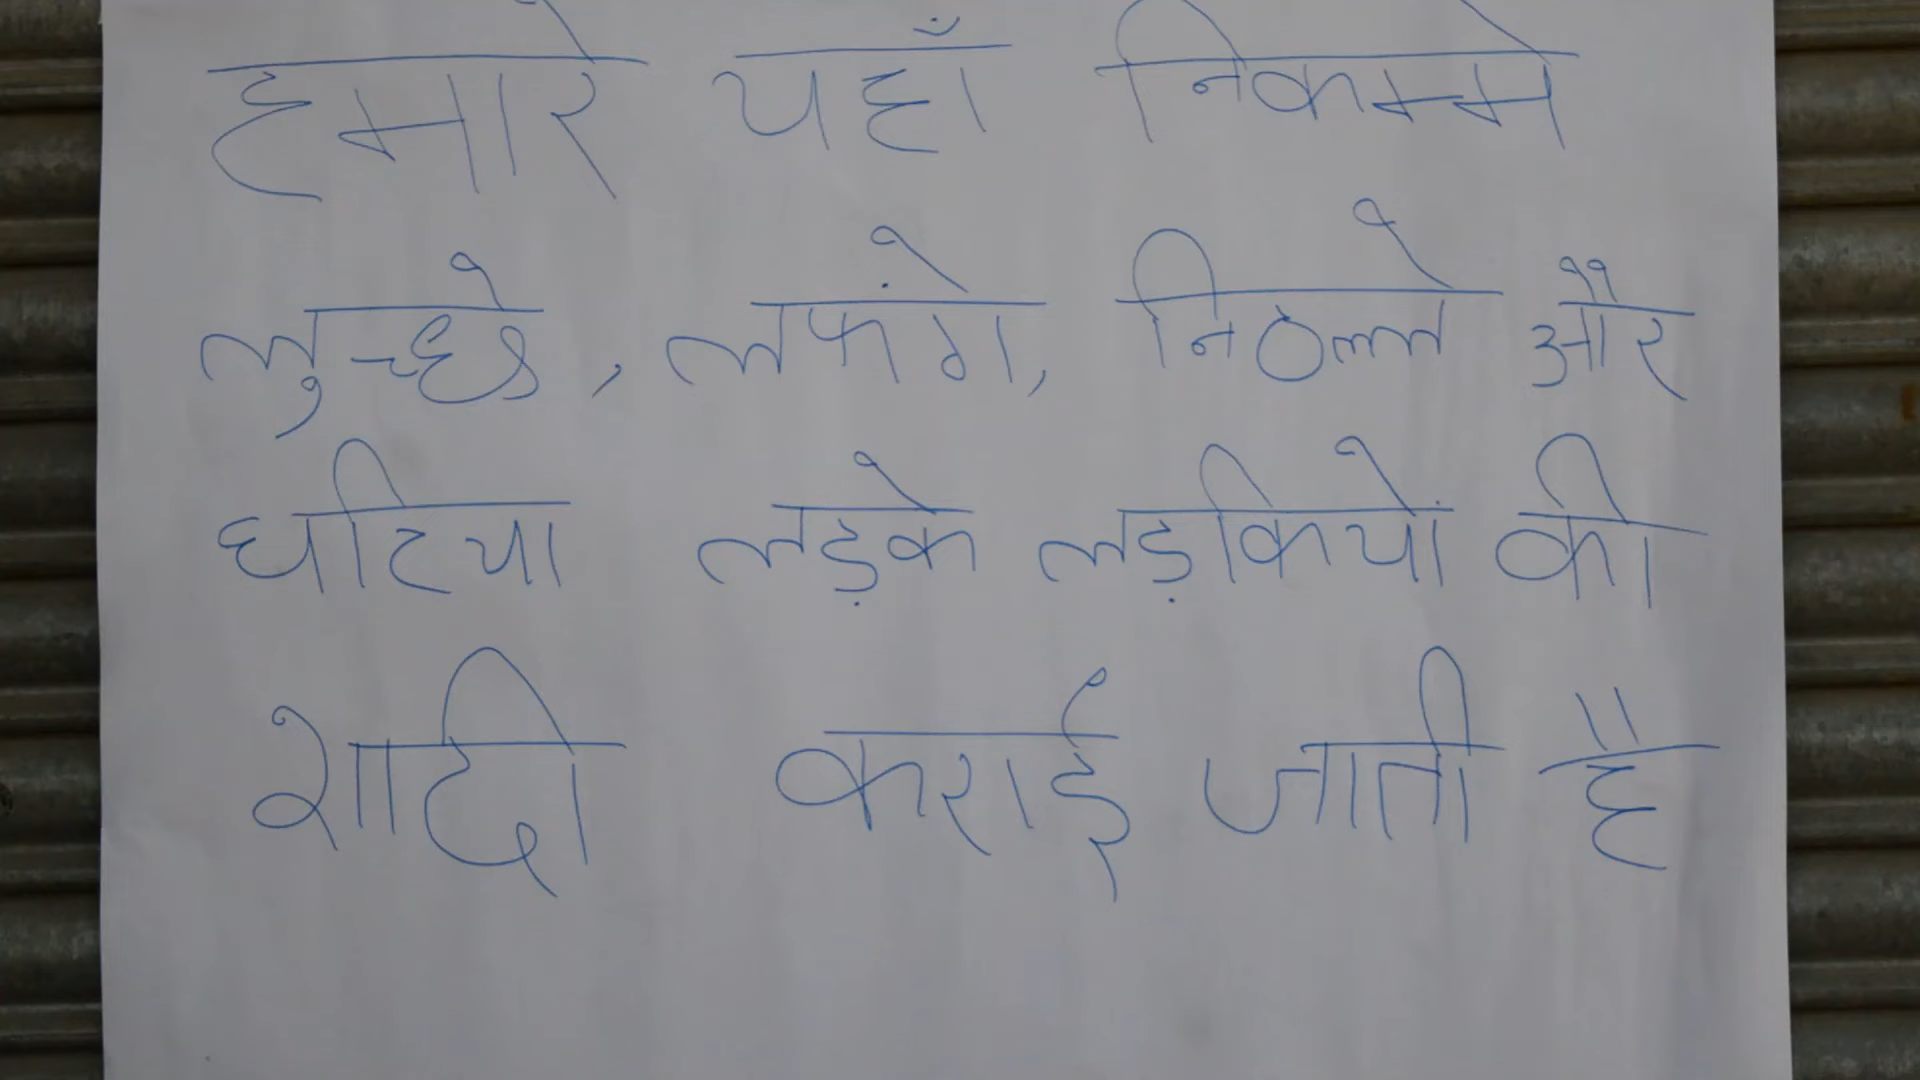 हमारे यहाँ निकम्मे
लुच्छे, लफंगे, निठल्ले और
घटिया लड़के लड़कियों की
शादी कराई जाती है